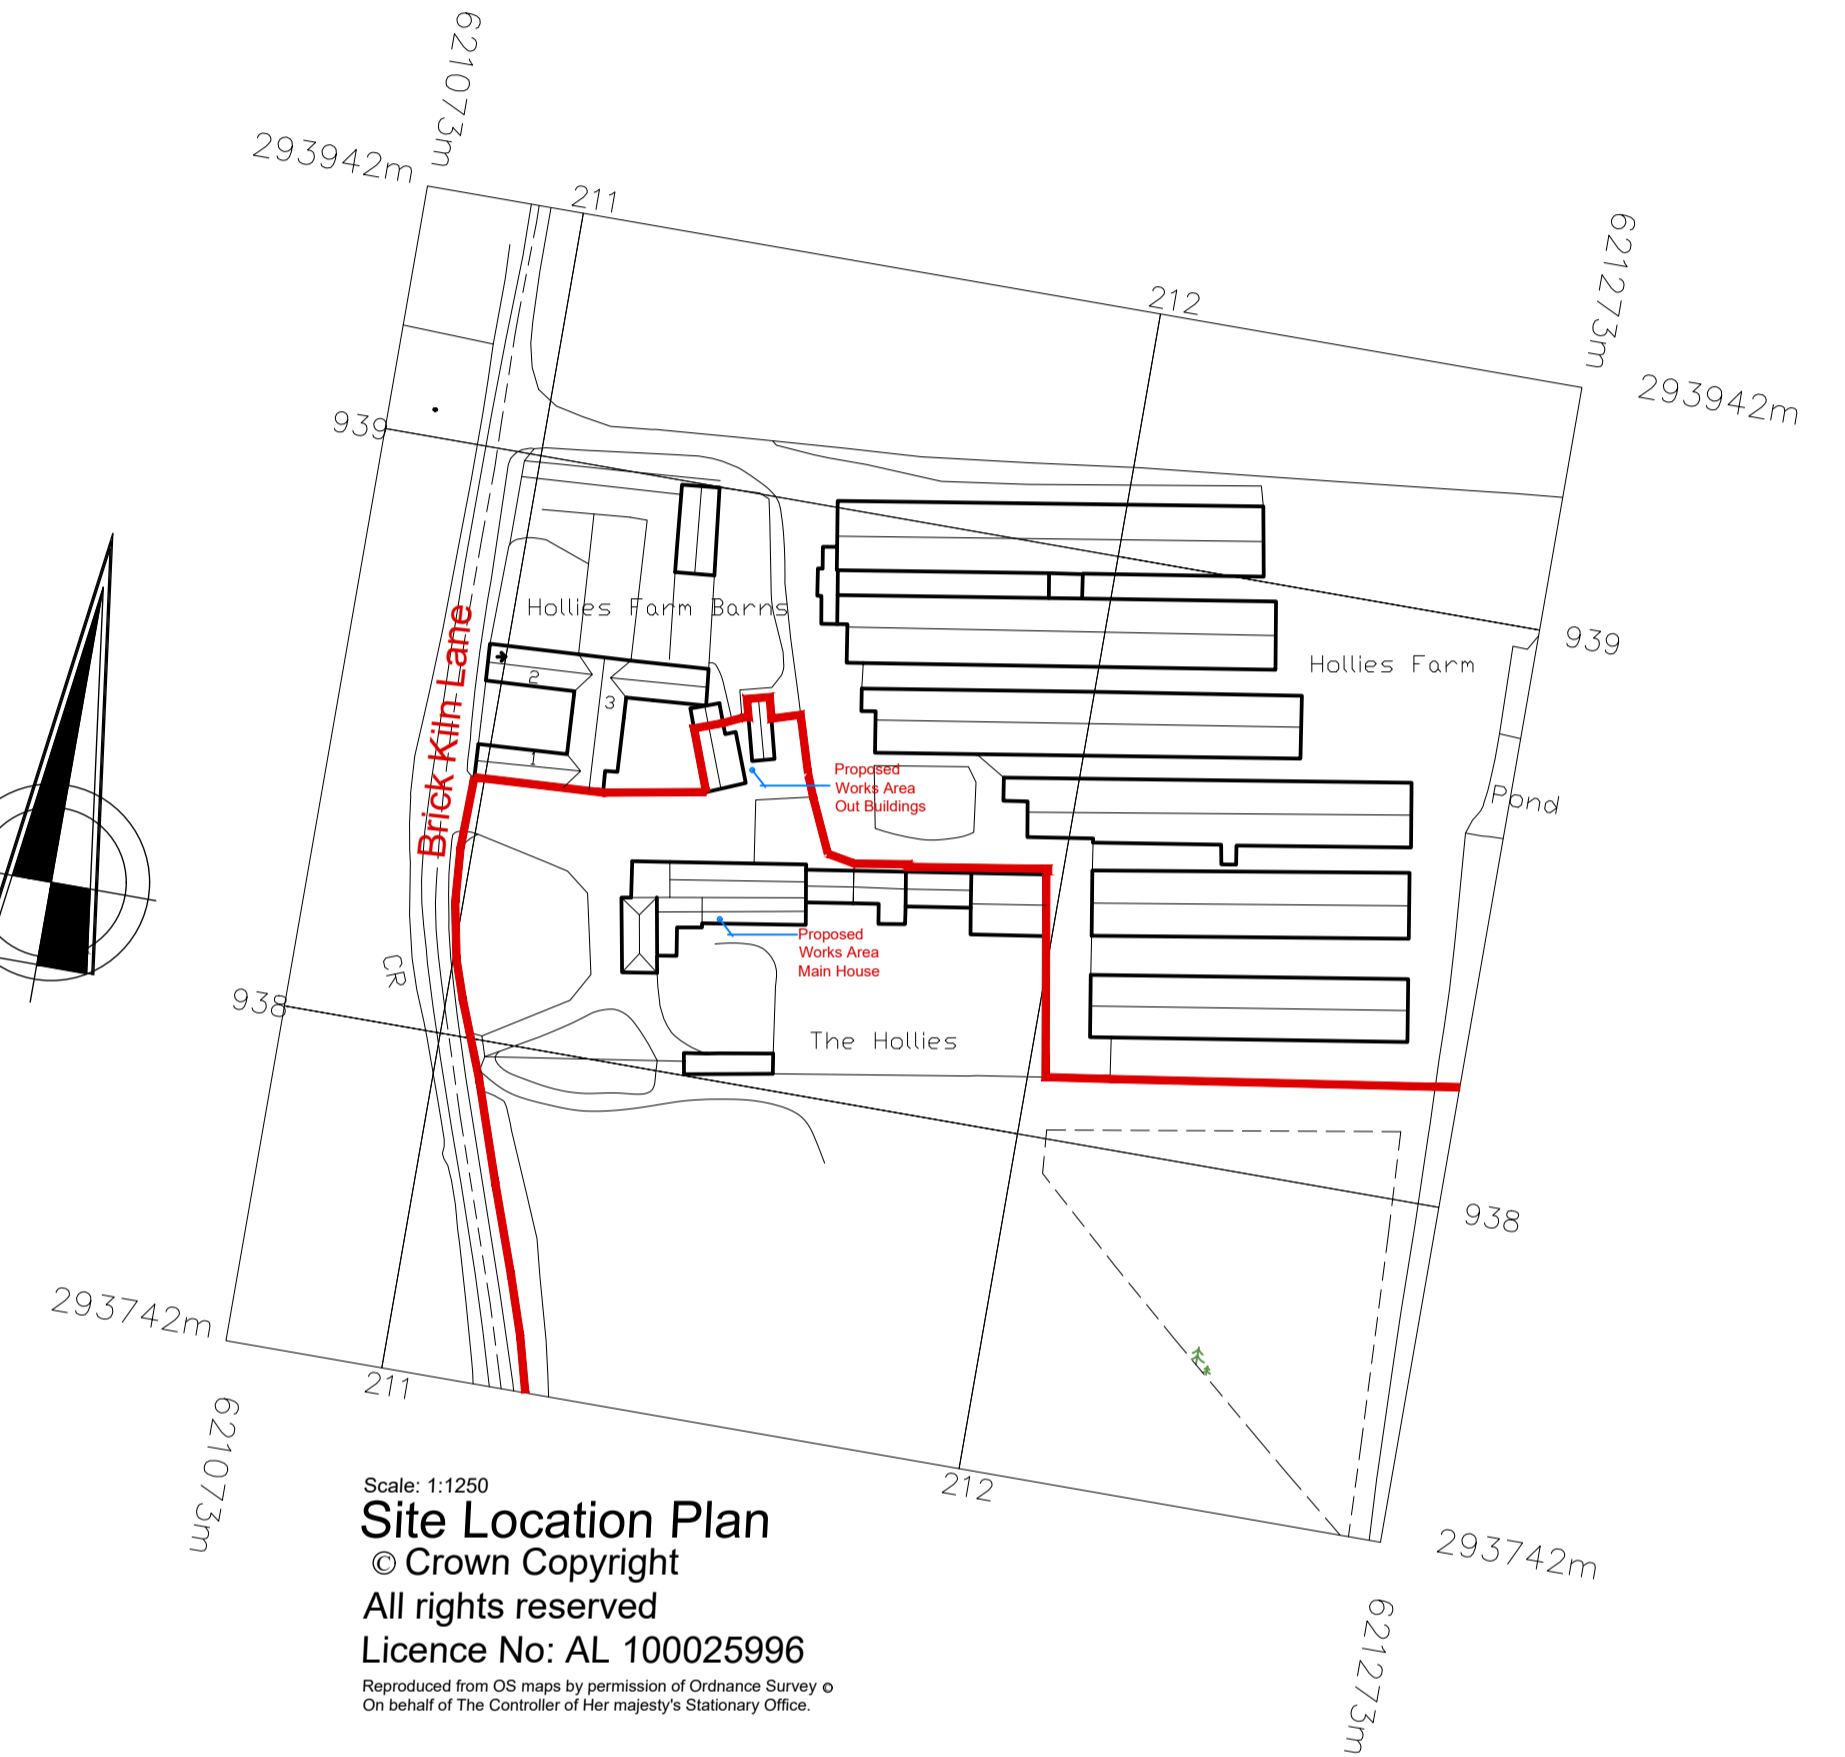 621073m
293942m
211
621273m
212
293942m
939
Hollies Farm Barns
939
Hollies Farm
Brick Kiln Lane
2
3
1
Proposed
Works Area
Out Buildings
Pond
Proposed
Works Area
Main House
CR
938
The Hollies
938
293742m
211
621073m
212
293742m
621273m
Scale: 1:1250
Site Location Plan
© Crown Copyright
All rights reserved
Licence No: AL 100025996
Reproduced from OS maps by permission of Ordnance Survey ©
On behalf of The Controller of Her majesty's Stationary Office.